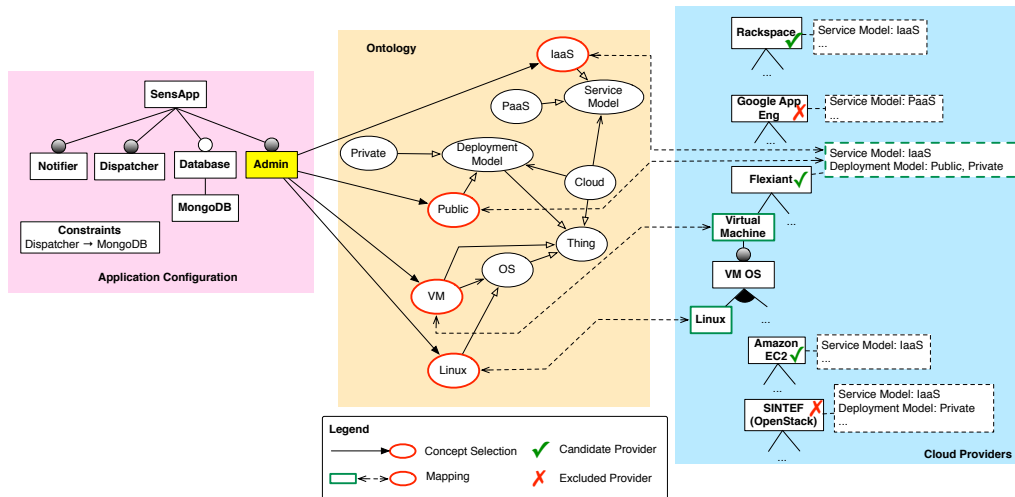 SensApp
Notifier
Dispatcher
Database
Admin
MongoDB
Constraints
Dispatcher → MongoDB
Application Configuration
Ontology
IaaS
PaaS
Service
Model
Private
Deployment
Model
Cloud
Public
Thing
OS
VM
Linux
Legend
Concept Selection
Mapping
Candidate Provider
Excluded Provider
Rackspace
Service Model: IaaS
...
...
Google App
Eng
Service Model: PaaS
...
...
Service Model: IaaS
Deployment Model: Public, Private
Flexiant
...
Virtual
Machine
VM OS
Linux
...
Amazon
EC2
Service Model: IaaS
...
...
SINTEF
(OpenStack)
Service Model: IaaS
Deployment Model: Private
...
...
Cloud Providers